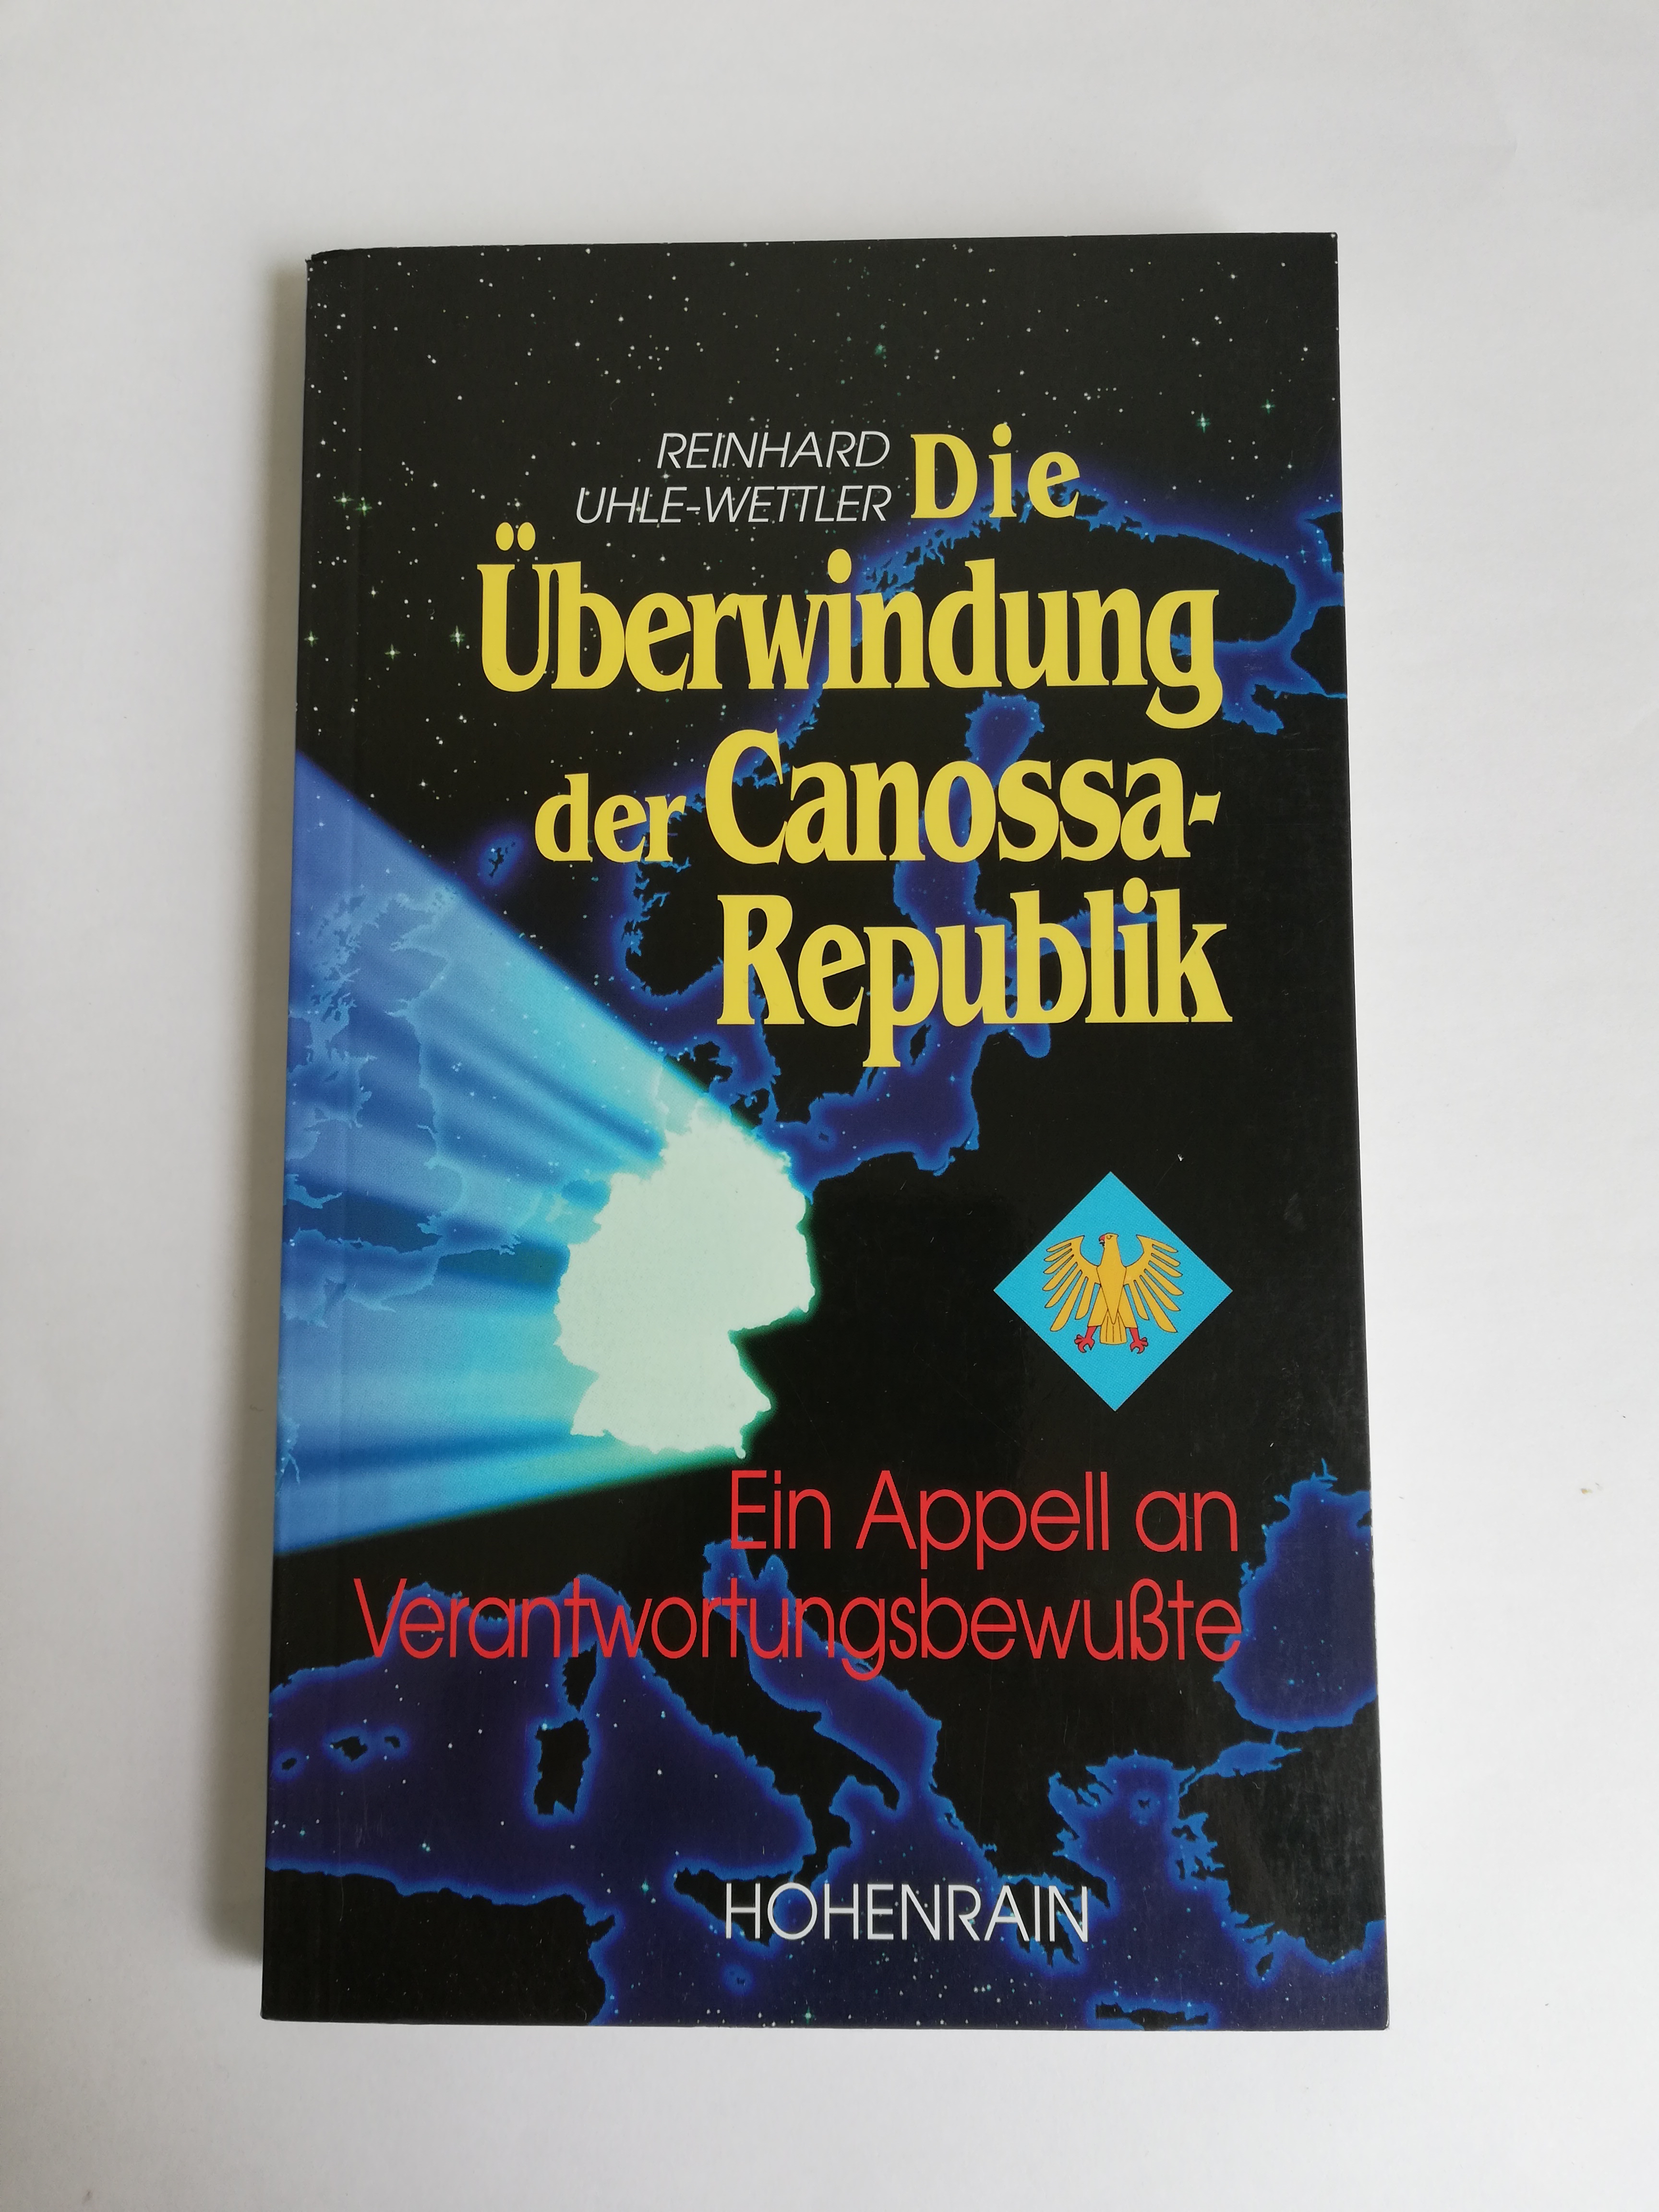 REINHARD
UHLE-WETTLER
Die
Überwindung
der Canossa-
Republik
Ein Appell an
Verantwortungsbewußte
HOHENRAIN